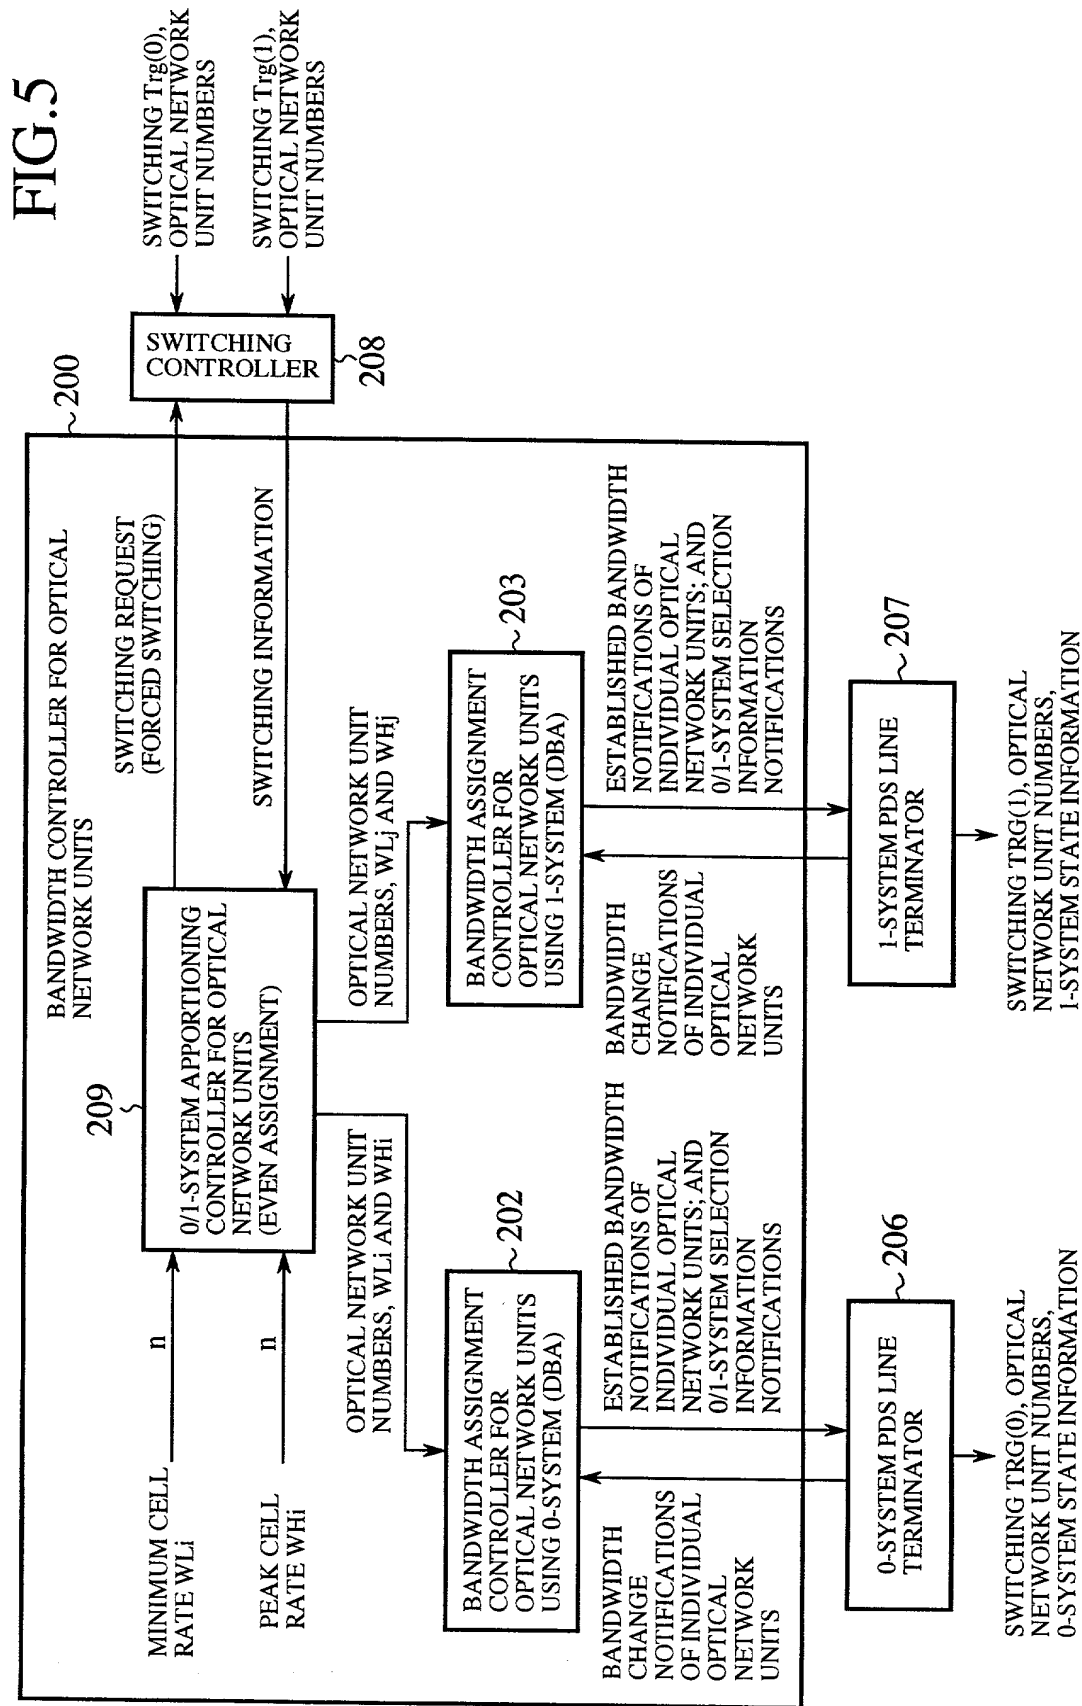 FIG.5
200
BANDWIDTH CONTROLLER FOR OPTICAL
NETWORK UNITS
MINIMUM CELL
RATE WLi
n
PEAK CELL
RATE WHi
n
209
0/1-SYSTEM APPORTIONING
CONTROLLER FOR OPTICAL
NETWORK UNITS
(EVEN ASSIGNMENT)
SWITCHING REQUEST
(FORCED SWITCHING)
SWITCHING INFORMATION
SWITCHING
CONTROLLER
208
SWITCHING Trg(0),
OPTICAL NETWORK
UNIT NUMBERS
SWITCHING Trg(1),
OPTICAL NETWORK
UNIT NUMBERS
OPTICAL NETWORK UNIT
NUMBERS, WLi AND WHi
OPTICAL NETWORK UNIT
NUMBERS, WLj AND WHj
202
BANDWIDTH ASSIGNMENT
CONTROLLER FOR
OPTICAL NETWORK UNITS
USING 0-SYSTEM (DBA)
203
BANDWIDTH ASSIGNMENT
CONTROLLER FOR
OPTICAL NETWORK UNITS
USING 1-SYSTEM (DBA)
BANDWIDTH
CHANGE
NOTIFICATIONS
OF INDIVIDUAL
OPTICAL
NETWORK
UNITS
ESTABLISHED BANDWIDTH
NOTIFICATIONS OF
INDIVIDUAL OPTICAL
NETWORK UNITS; AND
0/1-SYSTEM SELECTION
INFORMATION
NOTIFICATIONS
BANDWIDTH
CHANGE
NOTIFICATIONS
OF INDIVIDUAL
OPTICAL
NETWORK
UNITS
ESTABLISHED BANDWIDTH
NOTIFICATIONS OF
INDIVIDUAL OPTICAL
NETWORK UNITS; AND
0/1-SYSTEM SELECTION
INFORMATION
NOTIFICATIONS
206
0-SYSTEM PDS LINE
TERMINATOR
207
1-SYSTEM PDS LINE
TERMINATOR
SWITCHING TRG(0), OPTICAL
NETWORK UNIT NUMBERS,
0-SYSTEM STATE INFORMATION
SWITCHING TRG(1), OPTICAL
NETWORK UNIT NUMBERS,
1-SYSTEM STATE INFORMATION